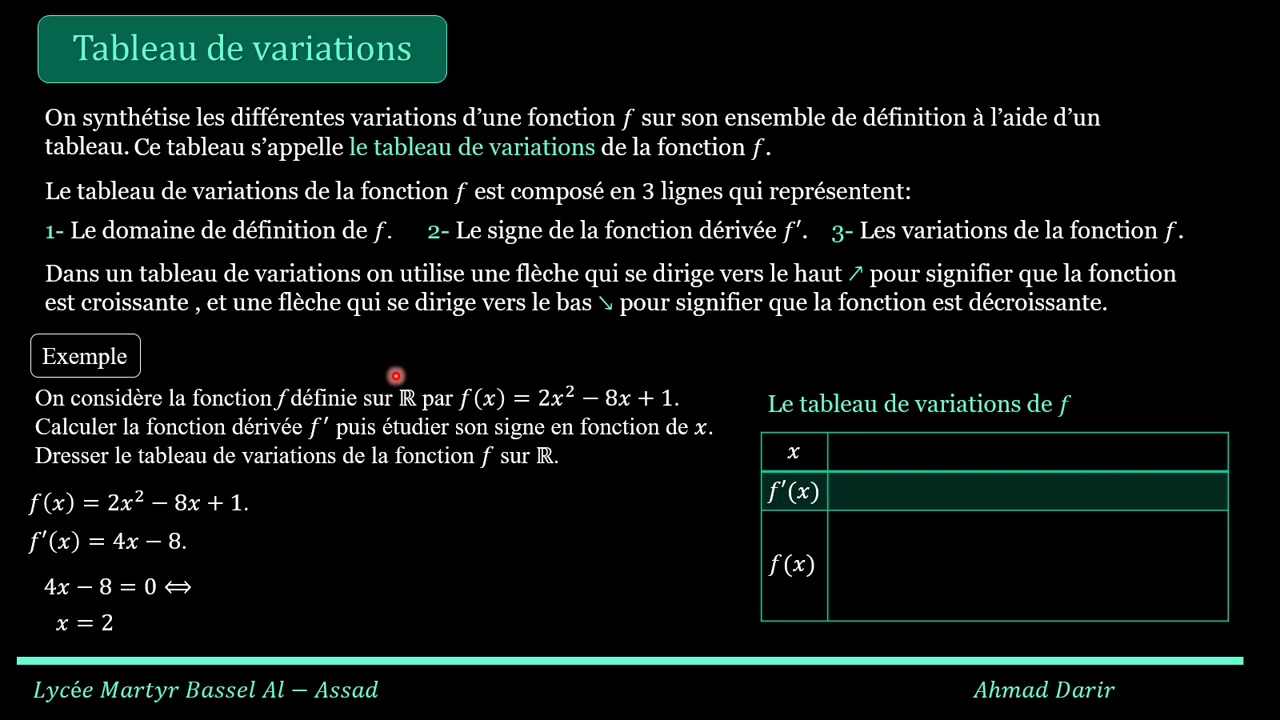 Tableau de variations
On synthétise les différentes variations d’une fonction f sur son ensemble de définition à l’aide d’un
tableau. Ce tableau s’appelle le tableau de variations de la fonction f.
Le tableau de variations de la fonction f est composé en 3 lignes qui représentent:
1- Le domaine de définition de f. 2- Le signe de la fonction dérivée f′. 3- Les variations de la fonction f.
Dans un tableau de variations on utilise une flèche qui se dirige vers le haut ↗ pour signifier que la fonction
est croissante , et une flèche qui se dirige vers le bas ↘ pour signifier que la fonction est décroissante.
Exemple
On considère la fonction f définie sur ℝ par f(x) = 2x² − 8x + 1.
Calculer la fonction dérivée f′ puis étudier son signe en fonction de x.
Dresser le tableau de variations de la fonction f sur ℝ.
f(x) = 2x² − 8x + 1.
f′(x) = 4x − 8.
4x − 8 = 0 ⟺
x = 2
Le tableau de variations de f
x
f′(x)
f(x)
Lycée Martyr Bassel Al − Assad
Ahmad Darir